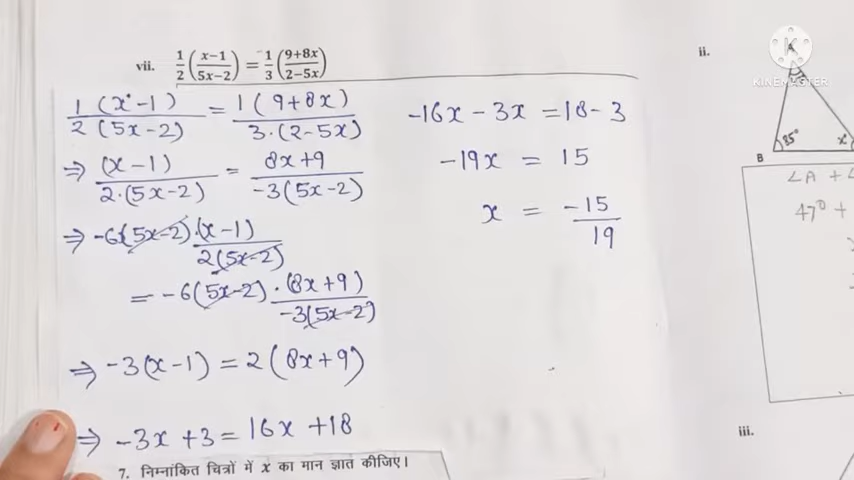 vii. 1/2 ((x-1)/(5x-2)) = 1/3 ((9+8x)/(2-5x))
1(x-1)/2(5x-2) = 1(9+8x)/3·(2-5x)
⇒ (x-1)/2·(5x-2) = 8x+9/-3(5x-2)
⇒ -6(5x-2)·(x-1)/2(5x-2)
= -6(5x-2)·(8x+9)/-3(5x-2)
⇒ -3(x-1) = 2(8x+9)
⇒ -3x+3 = 16x+18
7. निम्नांकित चित्रों में x का मान ज्ञात कीजिए।
-16x-3x = 18-3
-19x = 15
x = -15/19
ii.
KINEMASTER
85°
x
B
∠A + ∠
47° +
iii.